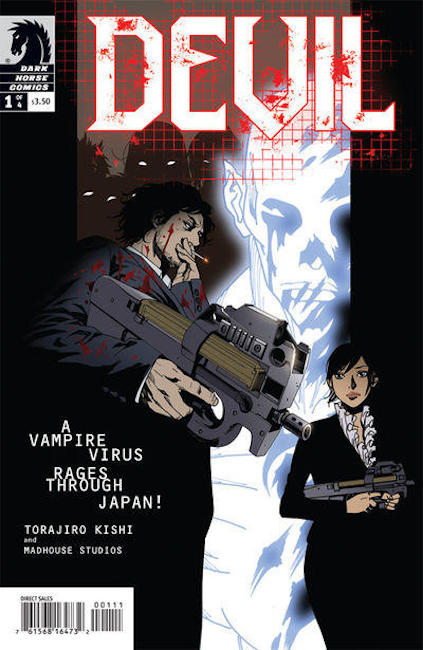 DARK
HORSE
COMICS
®
1 OF 4
$3.50
DEVIL
A
VAMPIRE
VIRUS
RAGES
THROUGH
JAPAN!
TORAJIRO KISHI
and
MADHOUSE STUDIOS
DIRECT SALES
00111
7 61568 16473 2